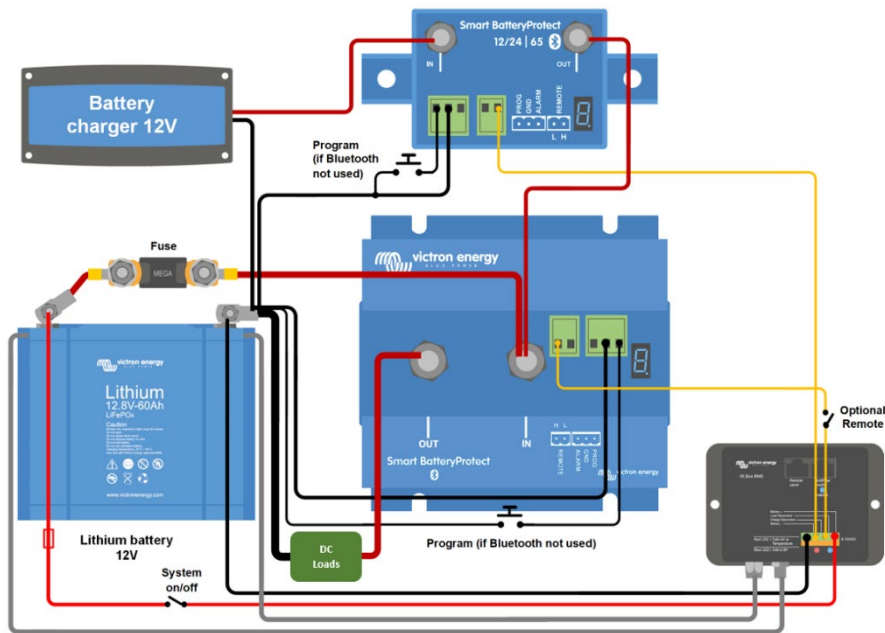 Smart BatteryProtect
12/24 | 65
IN
OUT
PROG
GND
ALARM
REMOTE
L H
Battery
charger 12V
Program
(if Bluetooth
not used)
Fuse
MEGA
victron energy
BLUE POWER
victron energy
Lithium
12.8V-60Ah
LiFePO4
Caution
www.victronenergy.com
OUT
IN
H L
REMOTE
ALARM
GND
PROG
Smart BatteryProtect
victron energy
Optional
Remote
victron energy
Program (if Bluetooth not used)
DC
Loads
Lithium battery
12V
System
on/off